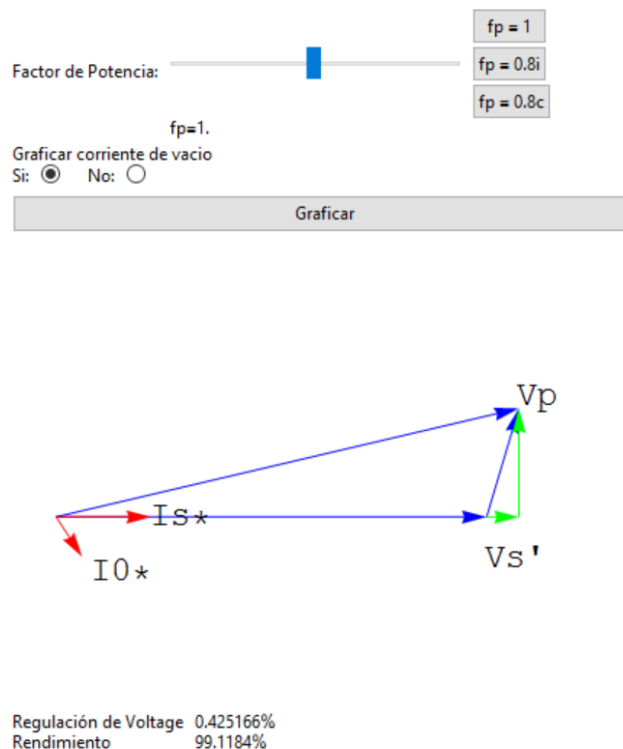 fp = 1
Factor de Potencia:
fp = 0.8i
fp = 0.8c
fp=1.
Graficar corriente de vacio
Si: No:
Graficar
Vp
Is*
I0*
Vs'
Regulación de Voltage 0.425166%
Rendimiento 99.1184%